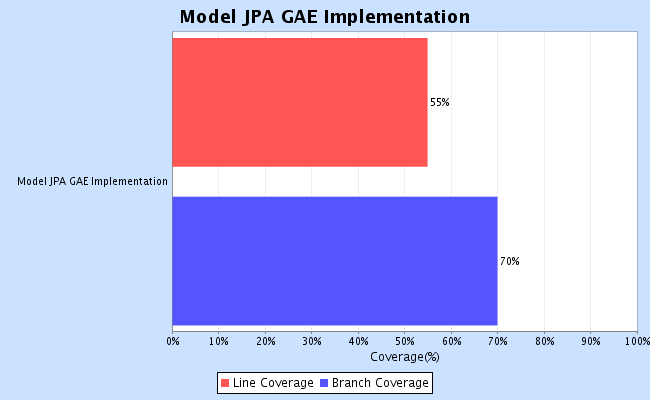 Model JPA GAE Implementation
55%
Model JPA GAE Implementation
70%
0% 10% 20% 30% 40% 50% 60% 70% 80% 90% 100%
Coverage(%)
Line Coverage Branch Coverage